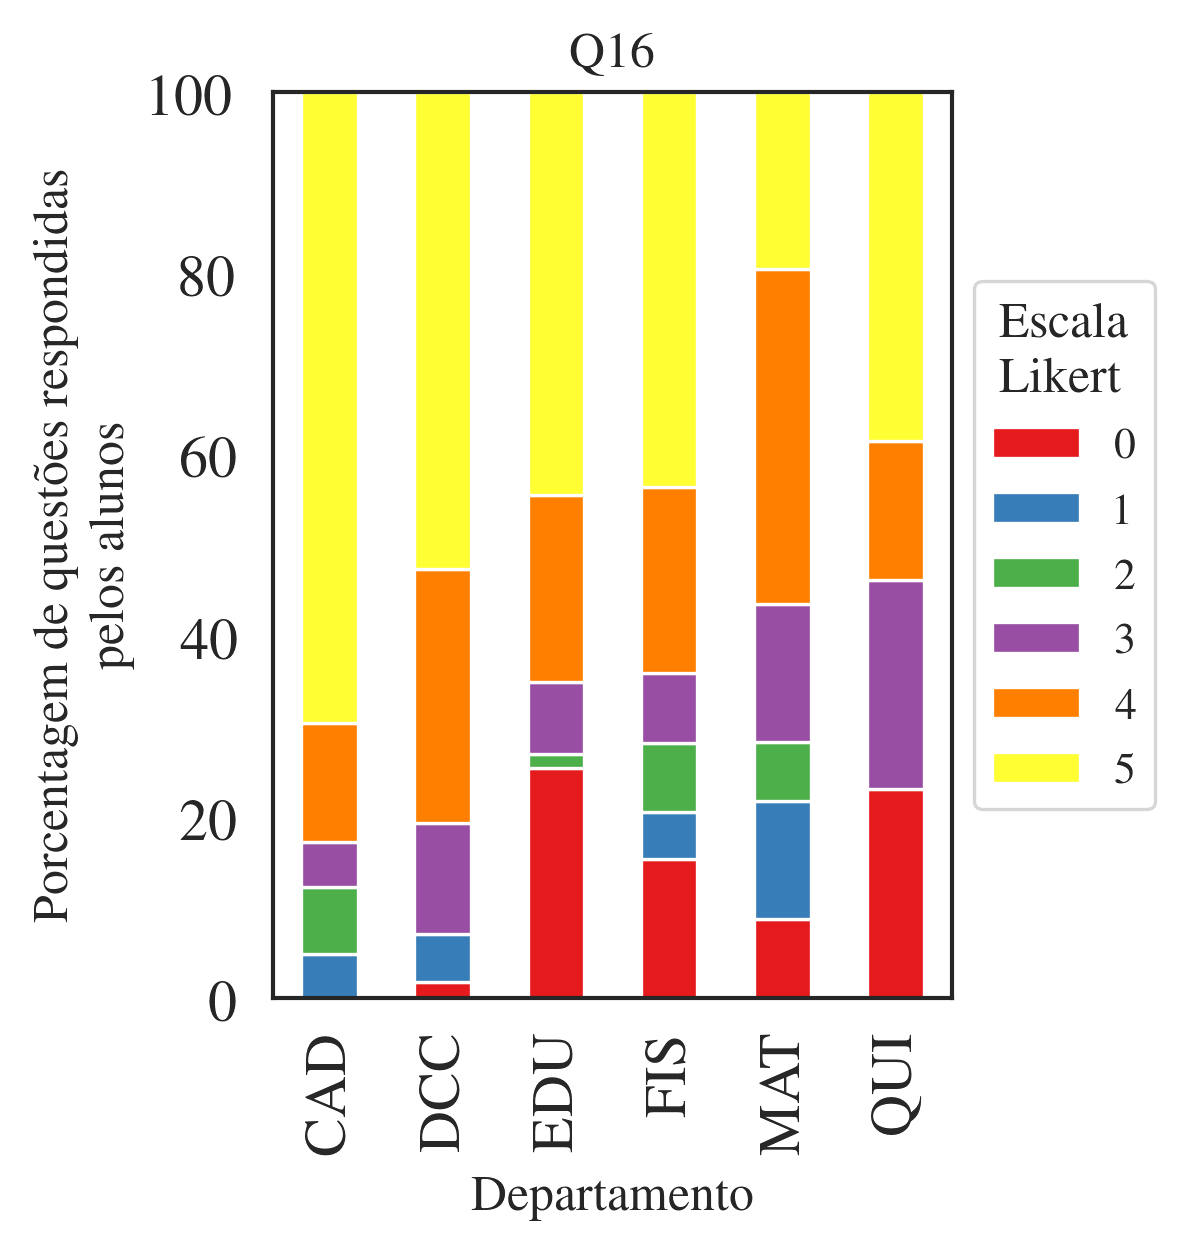 Q16
100
80
60
40
20
0
Porcentagem de questões respondidas
pelos alunos
CAD
DCC
EDU
FIS
MAT
QUI
Departamento
Escala
Likert
0
1
2
3
4
5